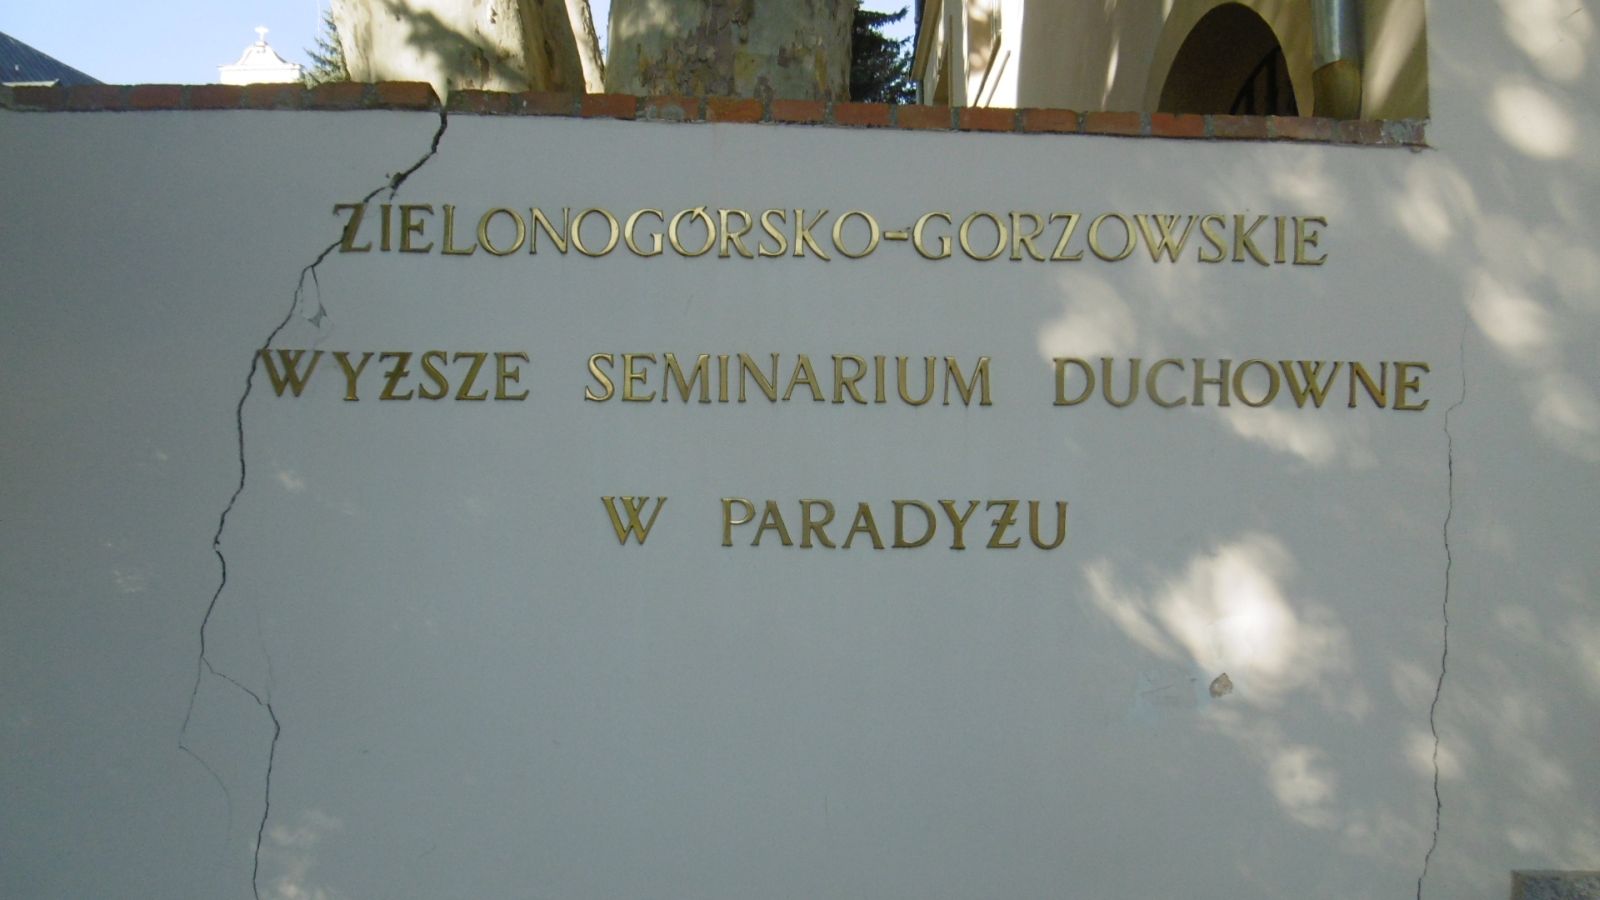 ZIELONOGÓRSKO-GORZOWSKIE
WYŻSZE SEMINARIUM DUCHOWNE
W PARADYŻU